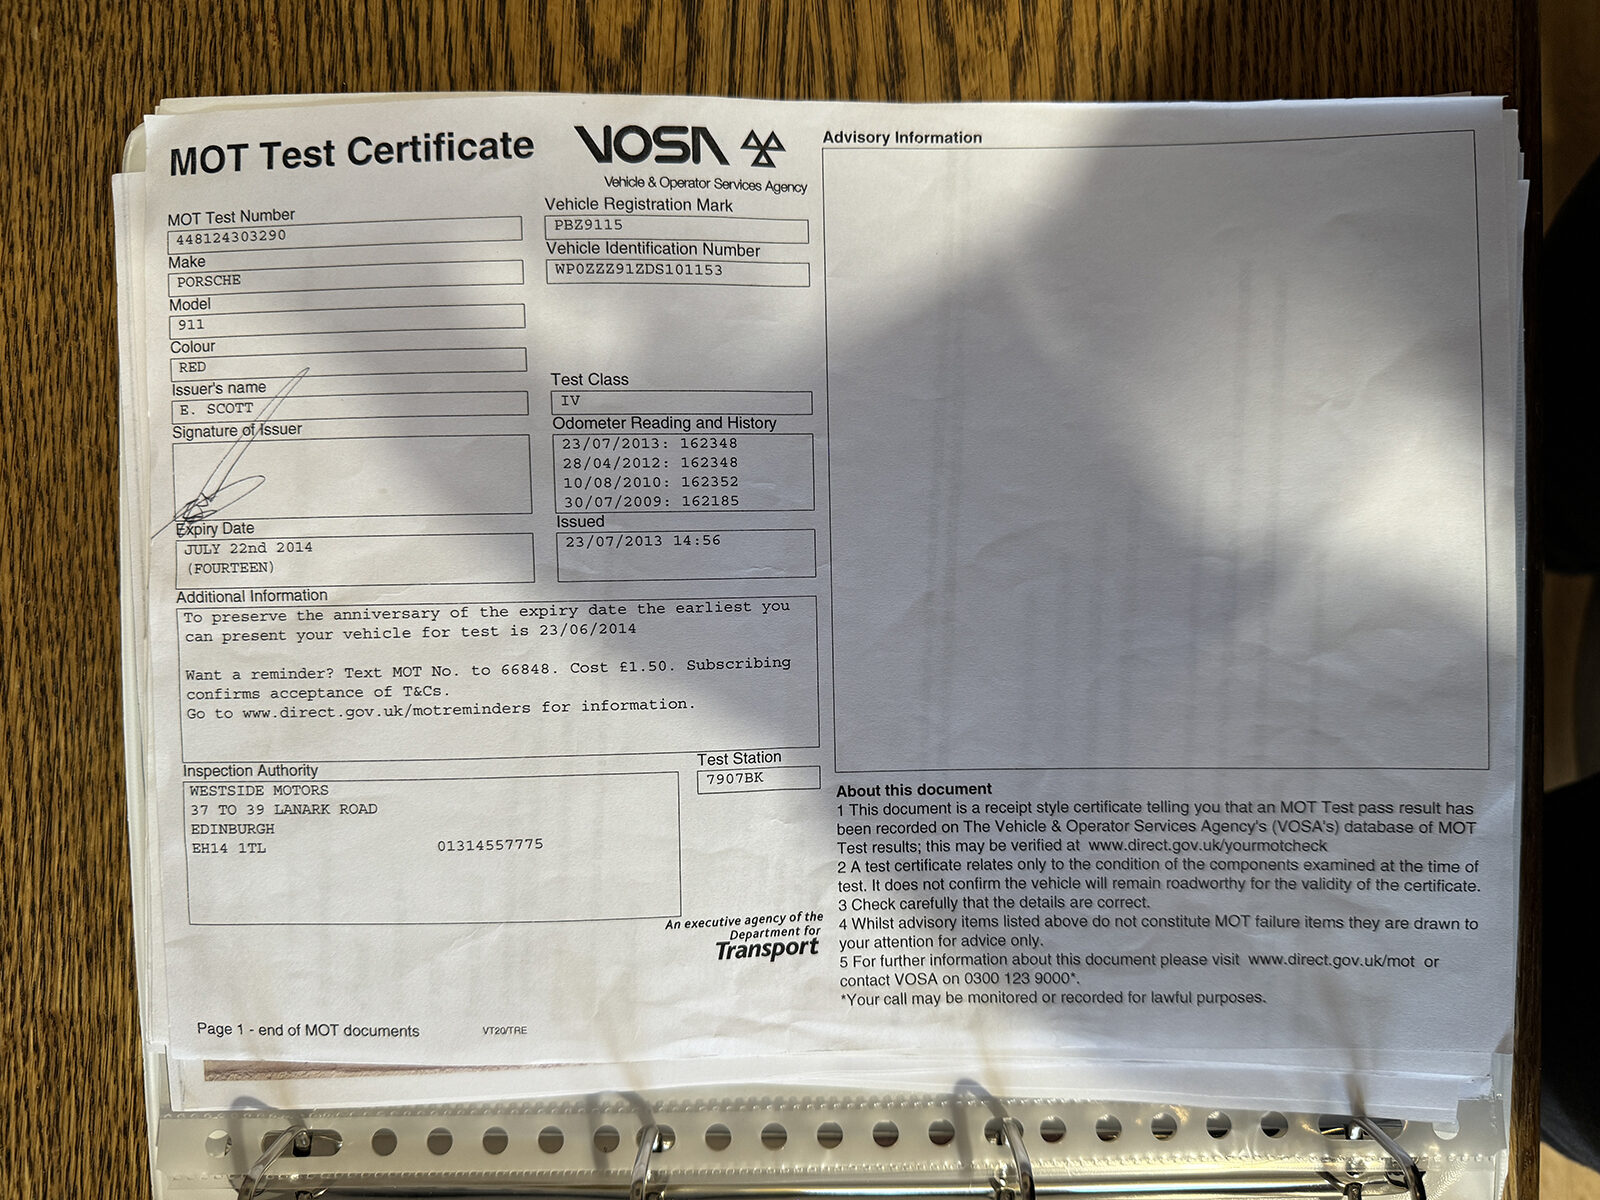 MOT Test Certificate
VOSA
Vehicle & Operator Services Agency
MOT Test Number
448124303290
Make
PORSCHE
Model
911
Colour
RED
Issuer's name
E. SCOTT
Signature of Issuer
Expiry Date
JULY 22nd 2014
(FOURTEEN)
Vehicle Registration Mark
PBZ9115
Vehicle Identification Number
WP0ZZZ91ZDS101153
Test Class
IV
Odometer Reading and History
23/07/2013: 162348
28/04/2012: 162348
10/08/2010: 162352
30/07/2009: 162185
Issued
23/07/2013 14:56
Additional Information
To preserve the anniversary of the expiry date the earliest you
can present your vehicle for test is 23/06/2014
Want a reminder? Text MOT No. to 66848. Cost £1.50. Subscribing
confirms acceptance of T&Cs.
Go to www.direct.gov.uk/motreminders for information.
Inspection Authority
WESTSIDE MOTORS
37 TO 39 LANARK ROAD
EDINBURGH
EH14 1TL 01314557775
Test Station
7907BK
An executive agency of the
Department for
Transport
Page 1 - end of MOT documents VT20/TRE
Advisory Information
About this document
1 This document is a receipt style certificate telling you that an MOT Test pass result has
been recorded on The Vehicle & Operator Services Agency's (VOSA's) database of MOT
Test results; this may be verified at www.direct.gov.uk/yourmotcheck
2 A test certificate relates only to the condition of the components examined at the time of
test. It does not confirm the vehicle will remain roadworthy for the validity of the certificate.
3 Check carefully that the details are correct.
4 Whilst advisory items listed above do not constitute MOT failure items they are drawn to
your attention for advice only.
5 For further information about this document please visit www.direct.gov.uk/mot or
contact VOSA on 0300 123 9000*.
*Your call may be monitored or recorded for lawful purposes.